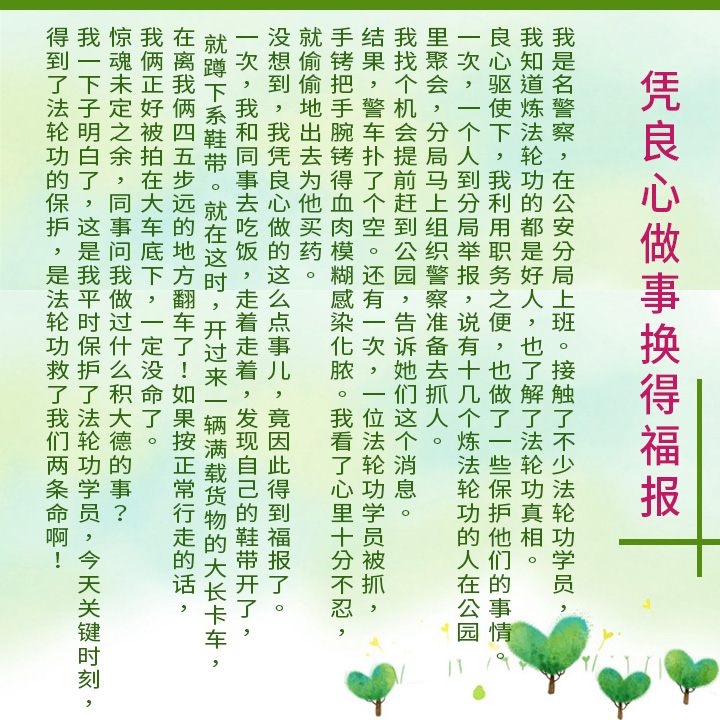 凭良心做事换得福报
我是名警察，在公安分局上班。接触了不少法轮功学员，
我知道炼法轮功的都是好人，也了解了法轮功真相。
良心驱使下，我利用职务之便，也做了一些保护他们的事情。
一次，一个人到分局举报，说有十几个炼法轮功的人在公园
里聚会，分局马上组织警察准备去抓人。
我找个机会提前赶到公园，告诉她们这个消息。
结果，警车扑了个空。还有一次，一位法轮功学员被抓，
手铐把手腕铐得血肉模糊感染化脓。我看了心里十分不忍，
就偷偷地出去为他买药。
没想到，我凭良心做的这么点事儿，竟因此得到福报了。
一次，我和同事去吃饭，走着走着，发现自己的鞋带开了，
就蹲下系鞋带。就在这时，开过来一辆满载货物的大长卡车，
在离我俩四五步远的地方翻车了！如果按正常行走的话，
我俩正好被拍在大车底下，一定没命了。
惊魂未定之余，同事问我做过什么积大德的事？
我一下子明白了，这是我平时保护了法轮功学员，今天关键时刻，
得到了法轮功的保护，是法轮功救了我们两条命啊！